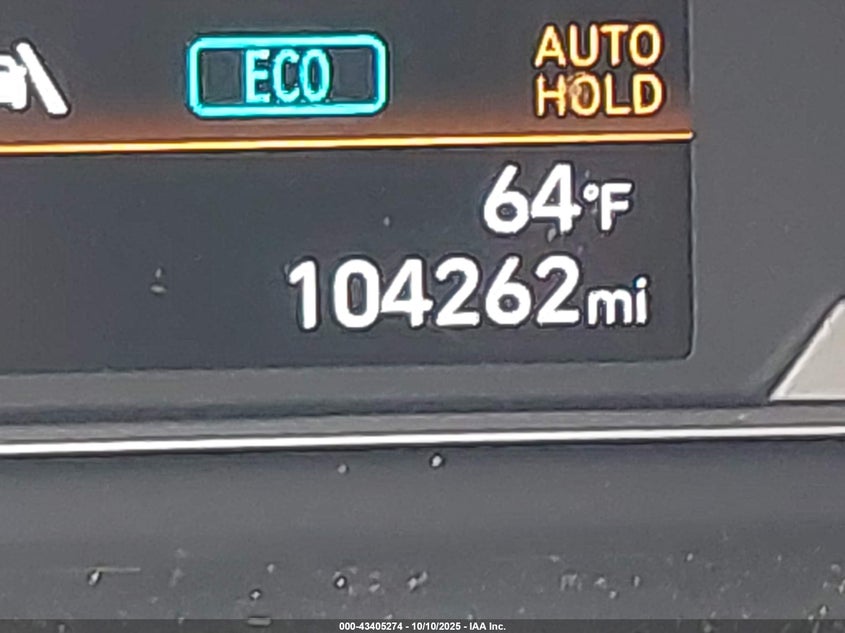 ECO
AUTO
HOLD
64°F
104262mi
000-43405274 - 10/10/2025 - IAA Inc.